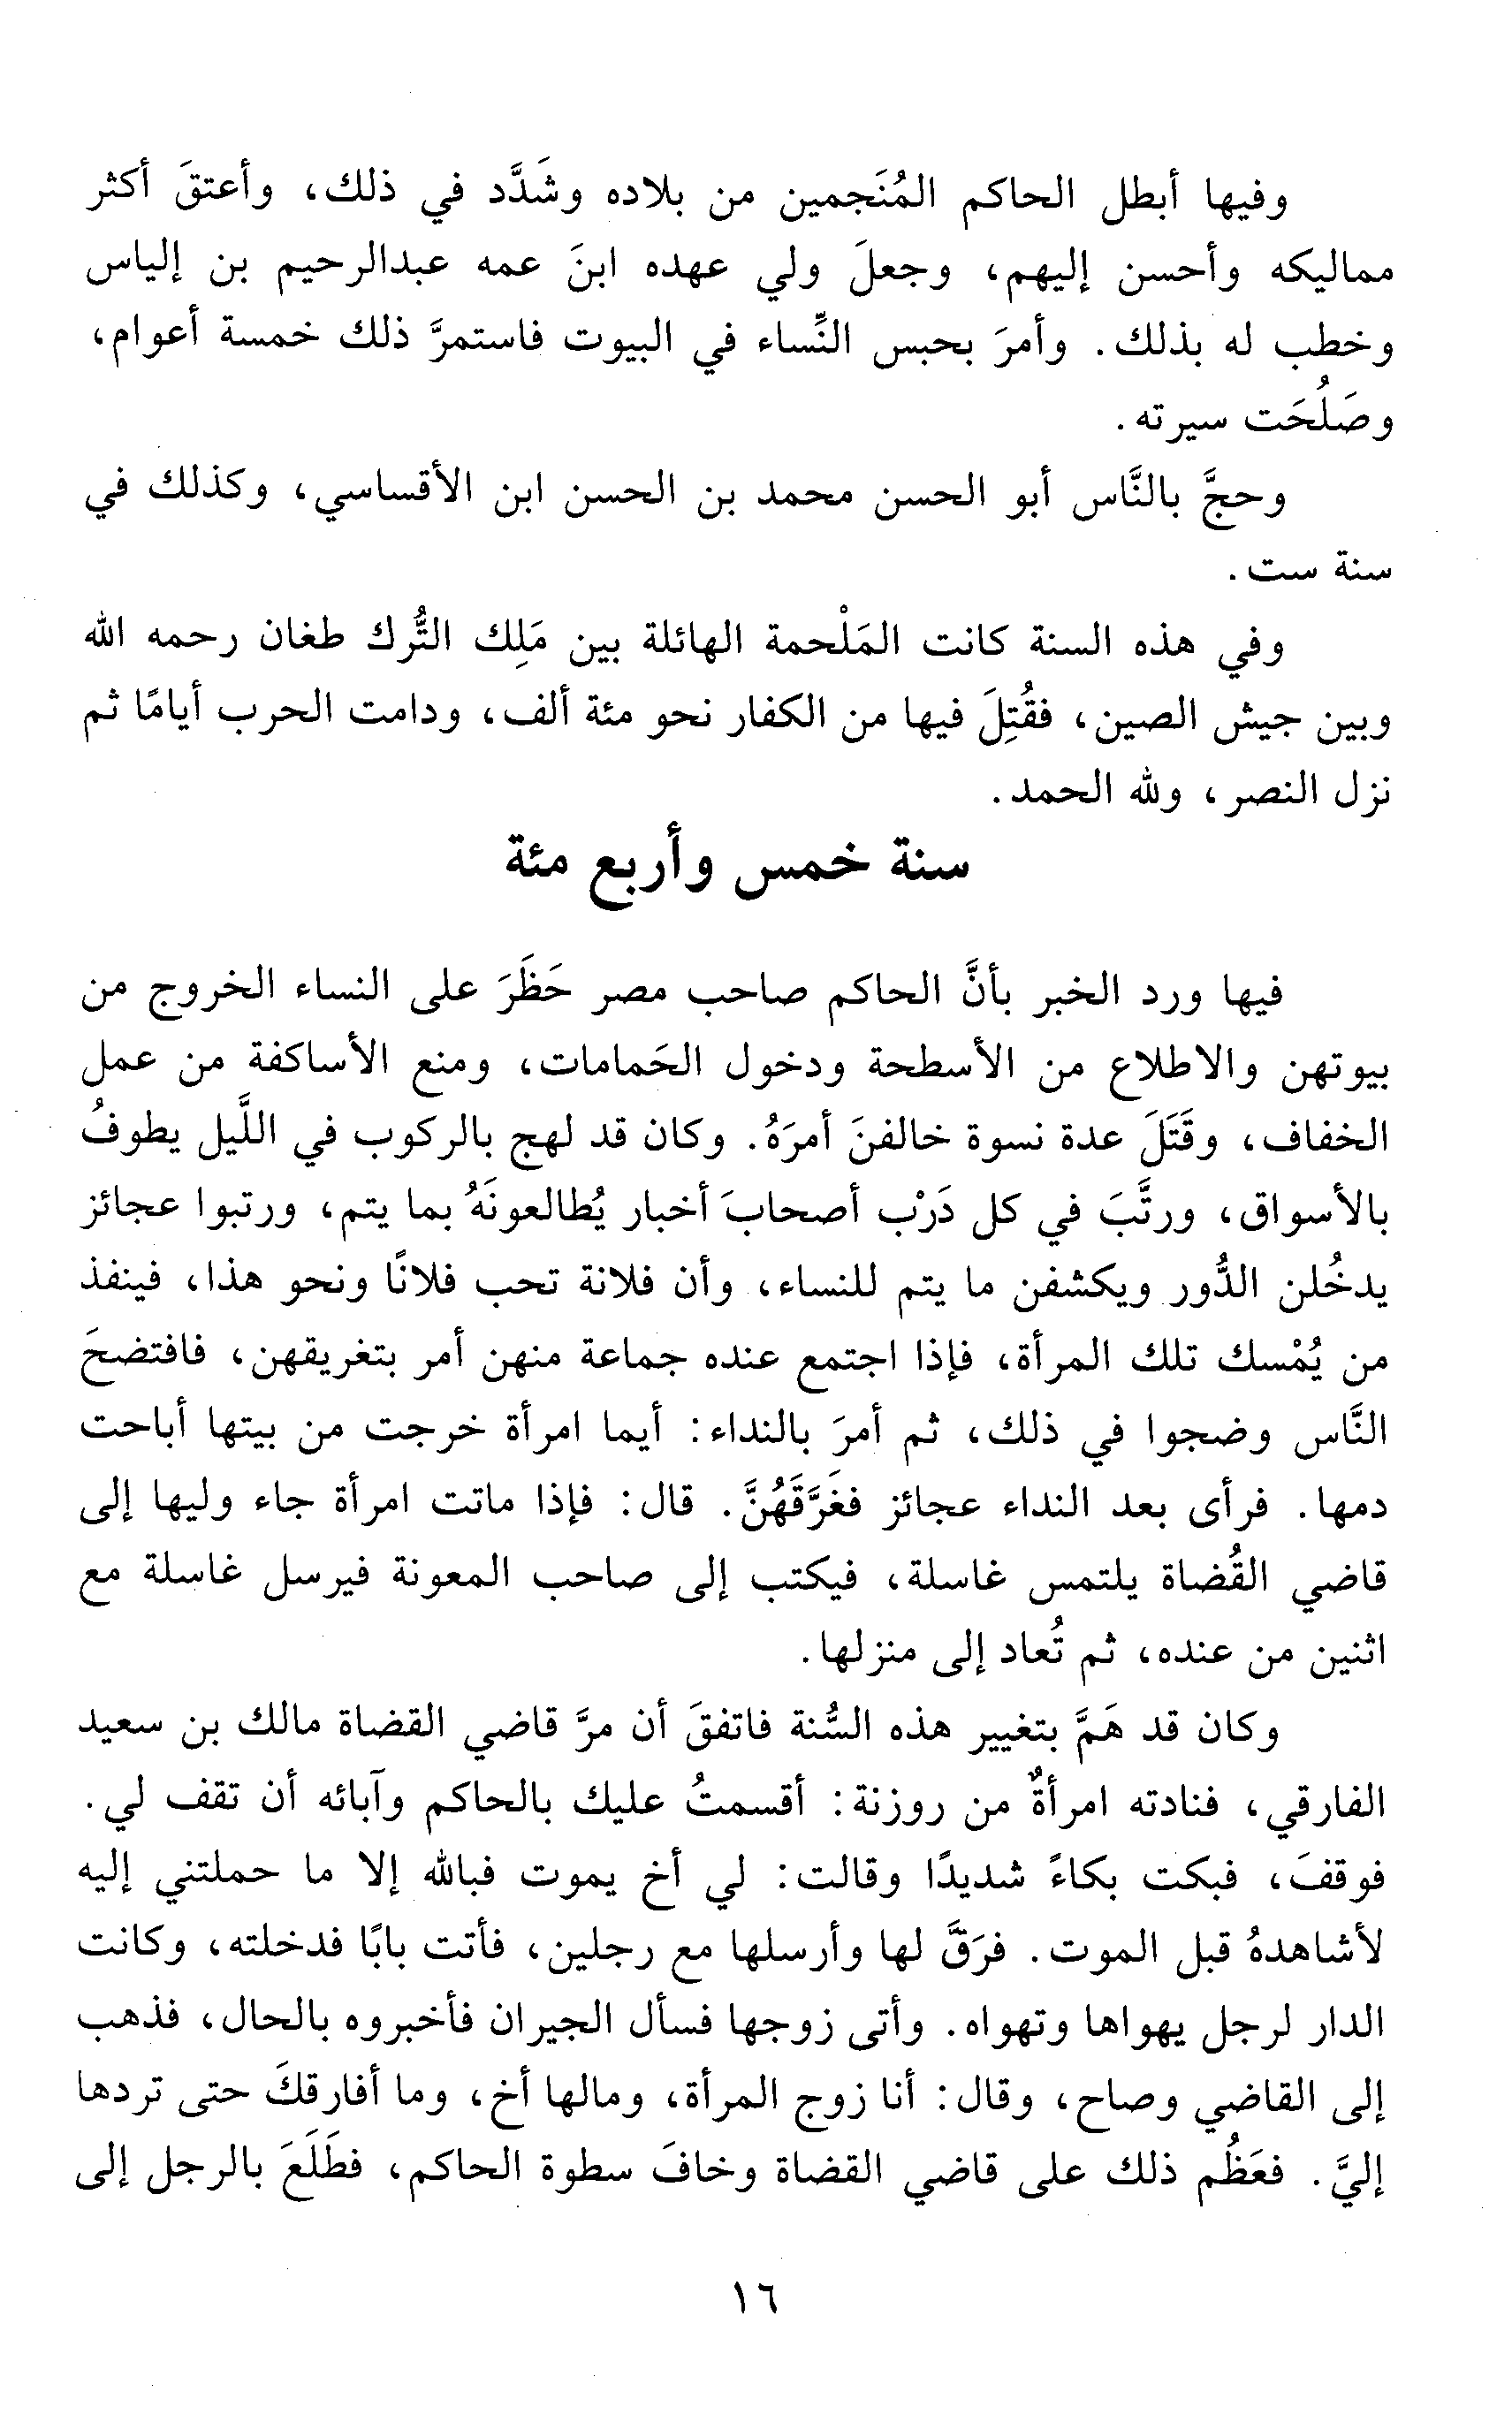 وفيها أبطل الحاكم المُنَجمين من بلاده وشَدَّد في ذلك، وأعتقَ أكثر
مماليكه وأحسن إليهم، وجعلَ ولي عهده ابنَ عمه عبدالرحيم بن إلياس
وخطب له بذلك. وأمرَ بحبس النِّساء في البيوت فاستمرَّ ذلك خمسة أعوام،
وصَلُحَت سيرته.
وحجَّ بالنَّاس أبو الحسن محمد بن الحسن ابن الأقساسي، وكذلك في
سنة ست.
وفي هذه السنة كانت المَلْحمة الهائلة بين مَلِك التُّرك طغان رحمه الله
وبين جيش الصين، فقُتِلَ فيها من الكفار نحو مئة ألف، ودامت الحرب أيامًا ثم
نزل النصر، ولله الحمد.
سنة خمس وأربع مئة
فيها ورد الخبر بأنَّ الحاكم صاحب مصر حَظَرَ على النساء الخروج من
بيوتهن والاطلاع من الأسطحة ودخول الحَمامات، ومنع الأساكفة من عمل
الخفاف، وقَتَلَ عدة نسوة خالفنَ أمرَهُ. وكان قد لهج بالركوب في اللَّيل يطوفُ
بالأسواق، ورتَّبَ في كل دَرْب أصحابَ أخبار يُطالعونَهُ بما يتم، ورتبوا عجائز
يدخُلن الدُّور ويكشفن ما يتم للنساء، وأن فلانة تحب فلانًا ونحو هذا، فينفذ
من يُمْسك تلك المرأة، فإذا اجتمع عنده جماعة منهن أمر بتغريقهن، فافتضحَ
النَّاس وضجوا في ذلك، ثم أمرَ بالنداء: أيما امرأة خرجت من بيتها أباحت
دمها. فرأى بعد النداء عجائز فغَرَّقَهُنَّ. قال: فإذا ماتت امرأة جاء وليها إلى
قاضي القُضاة يلتمس غاسلة، فيكتب إلى صاحب المعونة فيرسل غاسلة مع
اثنين من عنده، ثم تُعاد إلى منزلها.
وكان قد هَمَّ بتغيير هذه السُّنة فاتفقَ أن مرَّ قاضي القضاة مالك بن سعيد
الفارقي، فنادته امرأةٌ من روزنة: أقسمتُ عليك بالحاكم وآبائه أن تقف لي.
فوقفَ، فبكت بكاءً شديدًا وقالت: لي أخ يموت فبالله إلا ما حملتني إليه
لأشاهدهُ قبل الموت. فرَقَّ لها وأرسلها مع رجلين، فأتت بابًا فدخلته، وكانت
الدار لرجل يهواها وتهواه. وأتى زوجها فسأل الجيران فأخبروه بالحال، فذهب
إلى القاضي وصاح، وقال: أنا زوج المرأة، ومالها أخ، وما أفارقكَ حتى تردها
إليَّ. فعَظُم ذلك على قاضي القضاة وخافَ سطوة الحاكم، فطَلَعَ بالرجل إلى
١٦